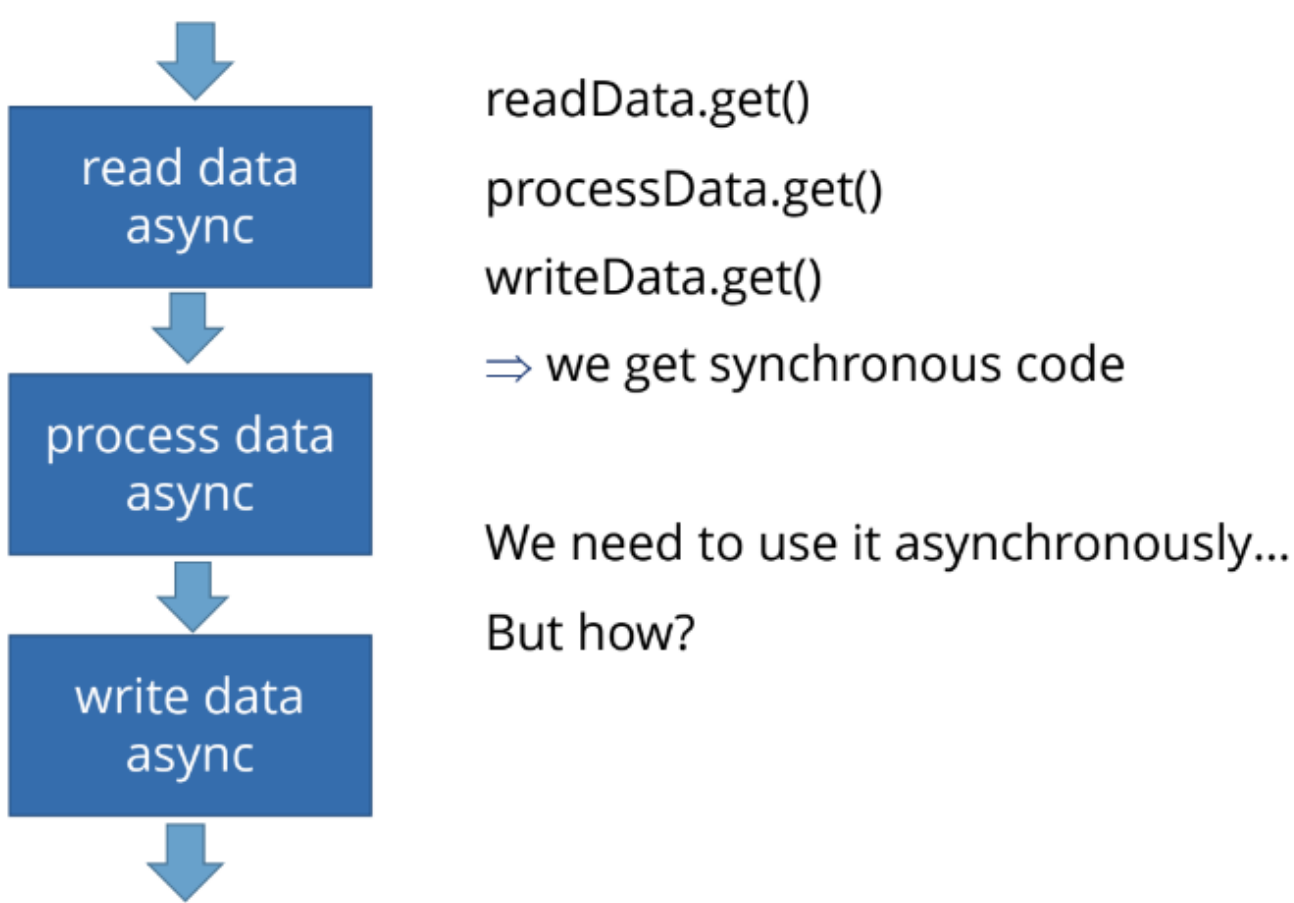 read data
async
process data
async
write data
async
readData.get()
processData.get()
writeData.get()
⇒ we get synchronous code
We need to use it asynchronously...
But how?